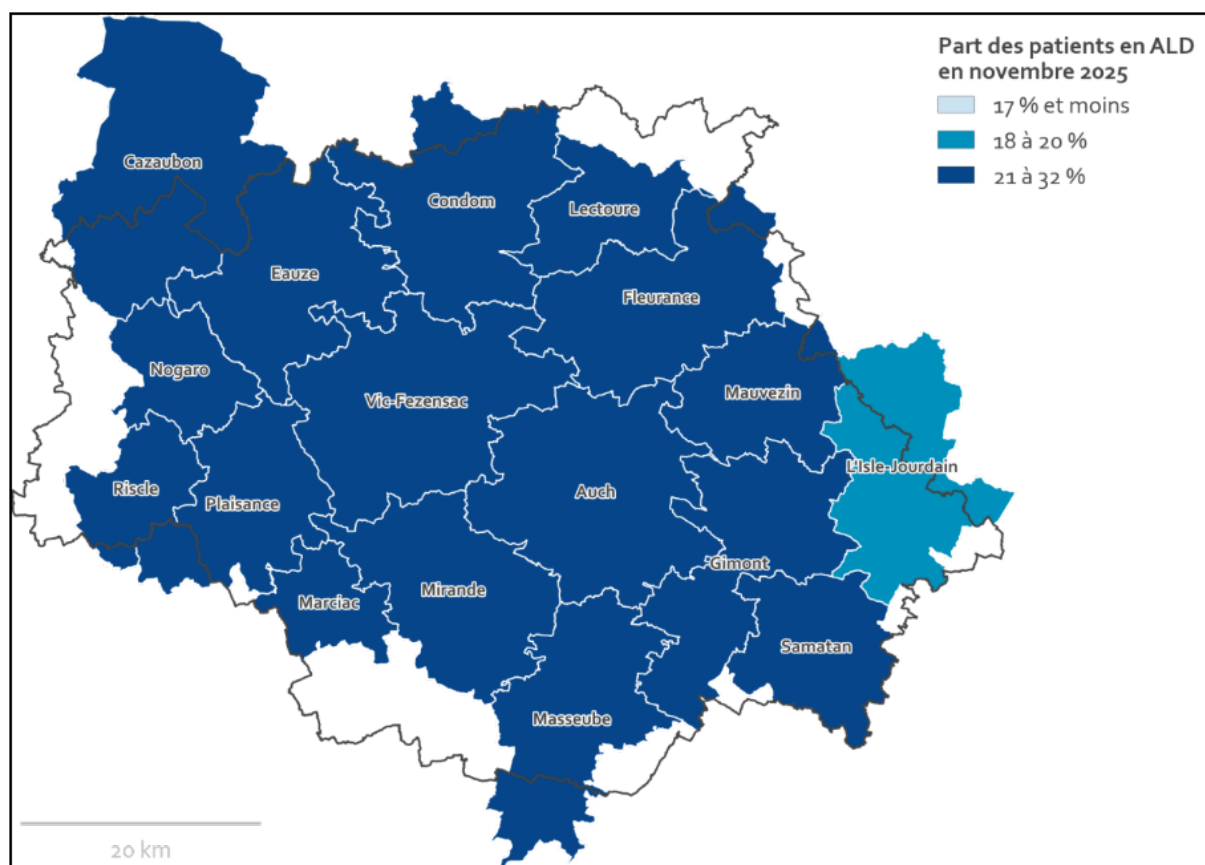 Part des patients en ALD
en novembre 2025
17 % et moins
18 à 20 %
21 à 32 %
Cazaubon
Condom
Lectoure
Eauze
Fleurance
Nogaro
Mauvezin
Vic-Fezensac
L'Isle-Jourdain
Riscle
Plaisance
Auch
Gimont
Mirande
Marciac
Samatan
Masseube
20 km